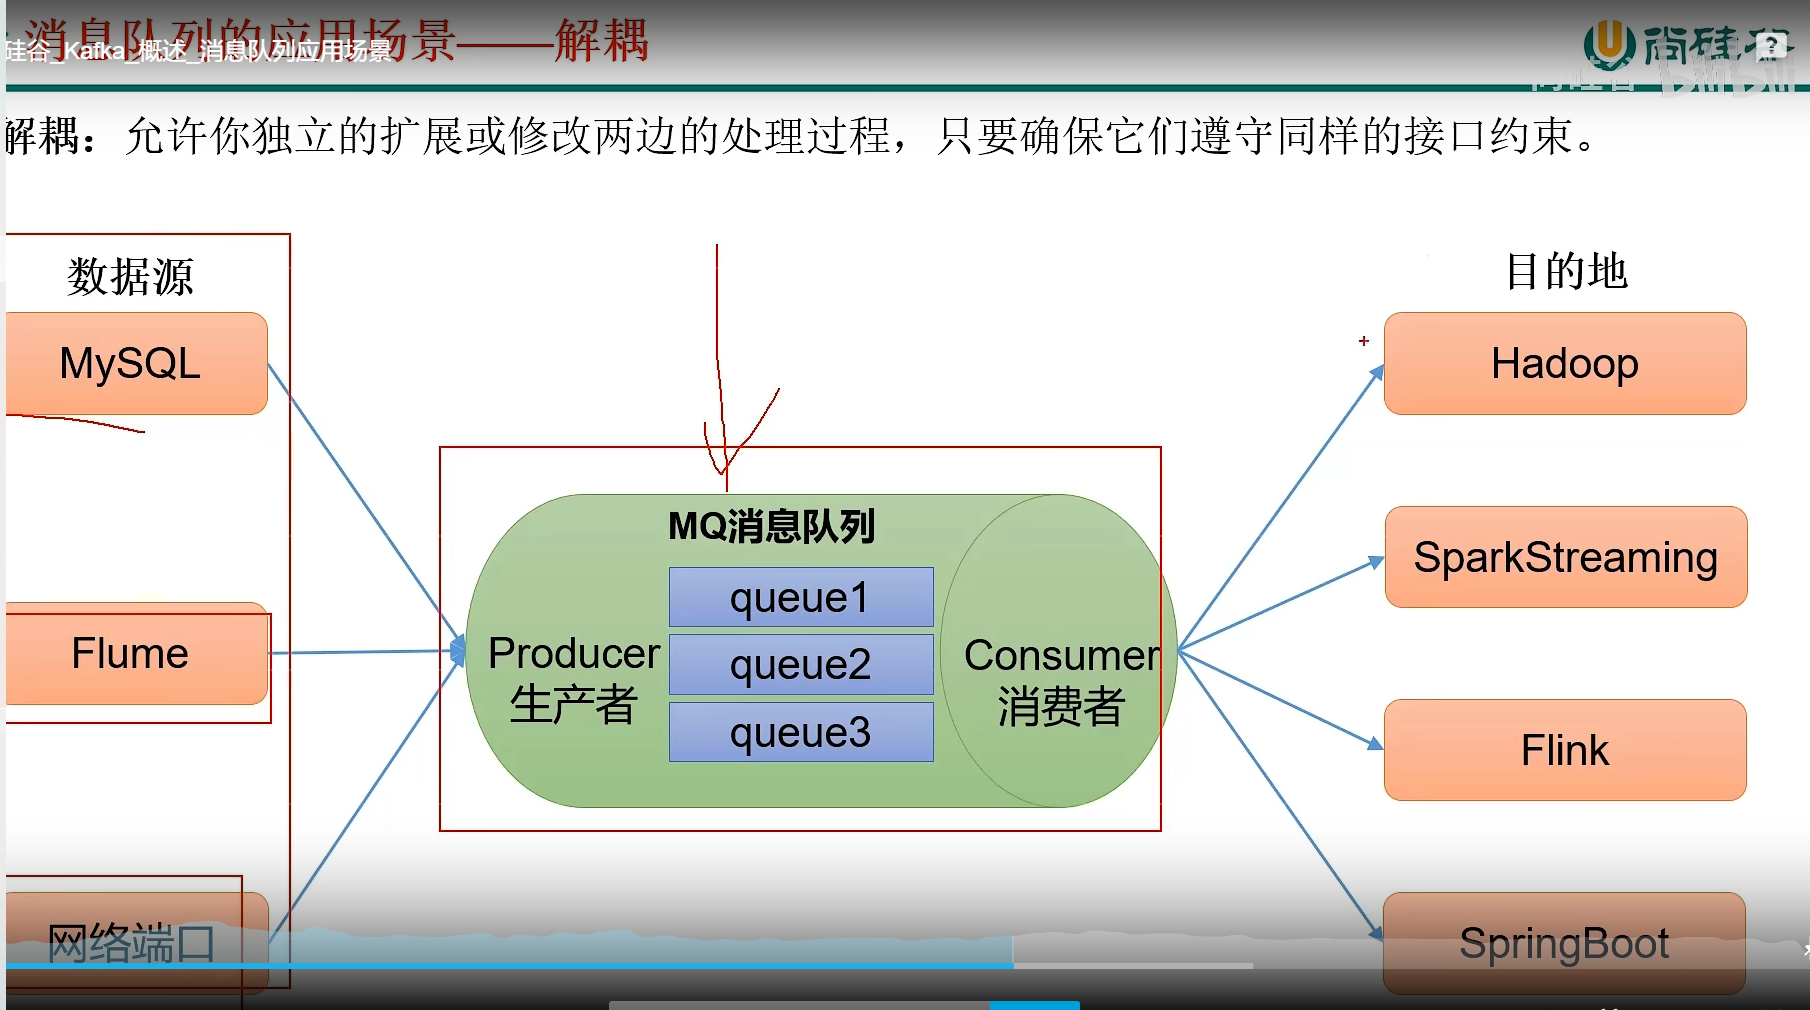 消息队列的应用场景——解耦
硅谷_Kafka_概述_消息队列应用场景
尚硅谷
bilibili
解耦：允许你独立的扩展或修改两边的处理过程，只要确保它们遵守同样的接口约束。
数据源
目的地
MySQL
Hadoop
MQ消息队列
SparkStreaming
queue1
Flume
Producer
生产者
queue2
Consumer
消费者
queue3
Flink
网络端口
SpringBoot